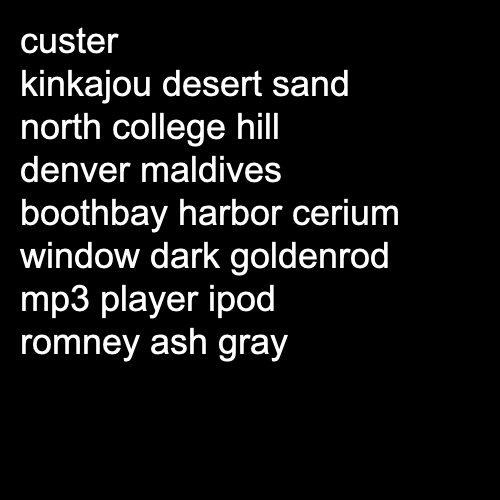 custer
kinkajou desert sand
north college hill
denver maldives
boothbay harbor cerium
window dark goldenrod
mp3 player ipod
romney ash gray